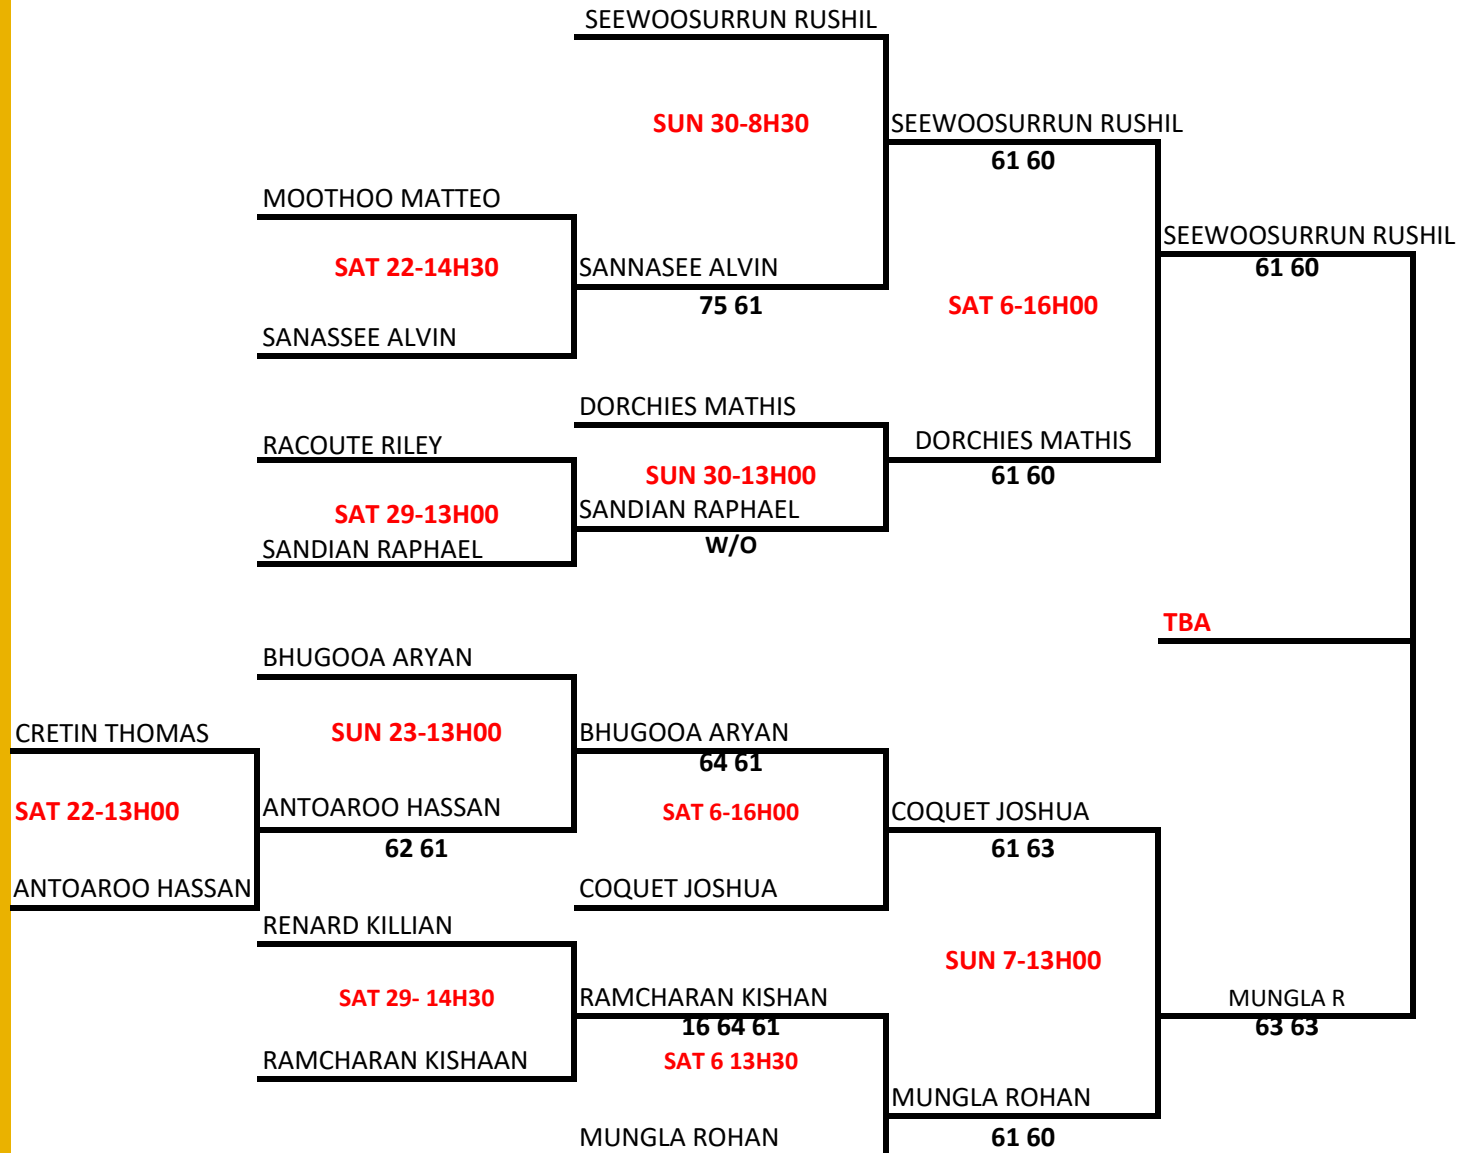 SEEWOOSURRUN RUSHIL
SUN 30-8H30
SEEWOOSURRUN RUSHIL
61 60
MOOTHOO MATTEO
SEEWOOSURRUN RUSHIL
SAT 22-14H30
SANNASEE ALVIN
61 60
75 61
SAT 6-16H00
SANASSEE ALVIN
DORCHIES MATHIS
RACOUTE RILEY
DORCHIES MATHIS
SUN 30-13H00
61 60
SAT 29-13H00
SANDIAN RAPHAEL
SANDIAN RAPHAEL
W/O
TBA
BHUGOOA ARYAN
CRETIN THOMAS
SUN 23-13H00
BHUGOOA ARYAN
64 61
SAT 22-13H00
ANTOAROO HASSAN
SAT 6-16H00
COQUET JOSHUA
62 61
61 63
ANTOAROO HASSAN
COQUET JOSHUA
RENARD KILLIAN
SUN 7-13H00
SAT 29- 14H30
RAMCHARAN KISHAN
MUNGLA R
16 64 61
63 63
RAMCHARAN KISHAAN
SAT 6 13H30
MUNGLA ROHAN
MUNGLA ROHAN
61 60